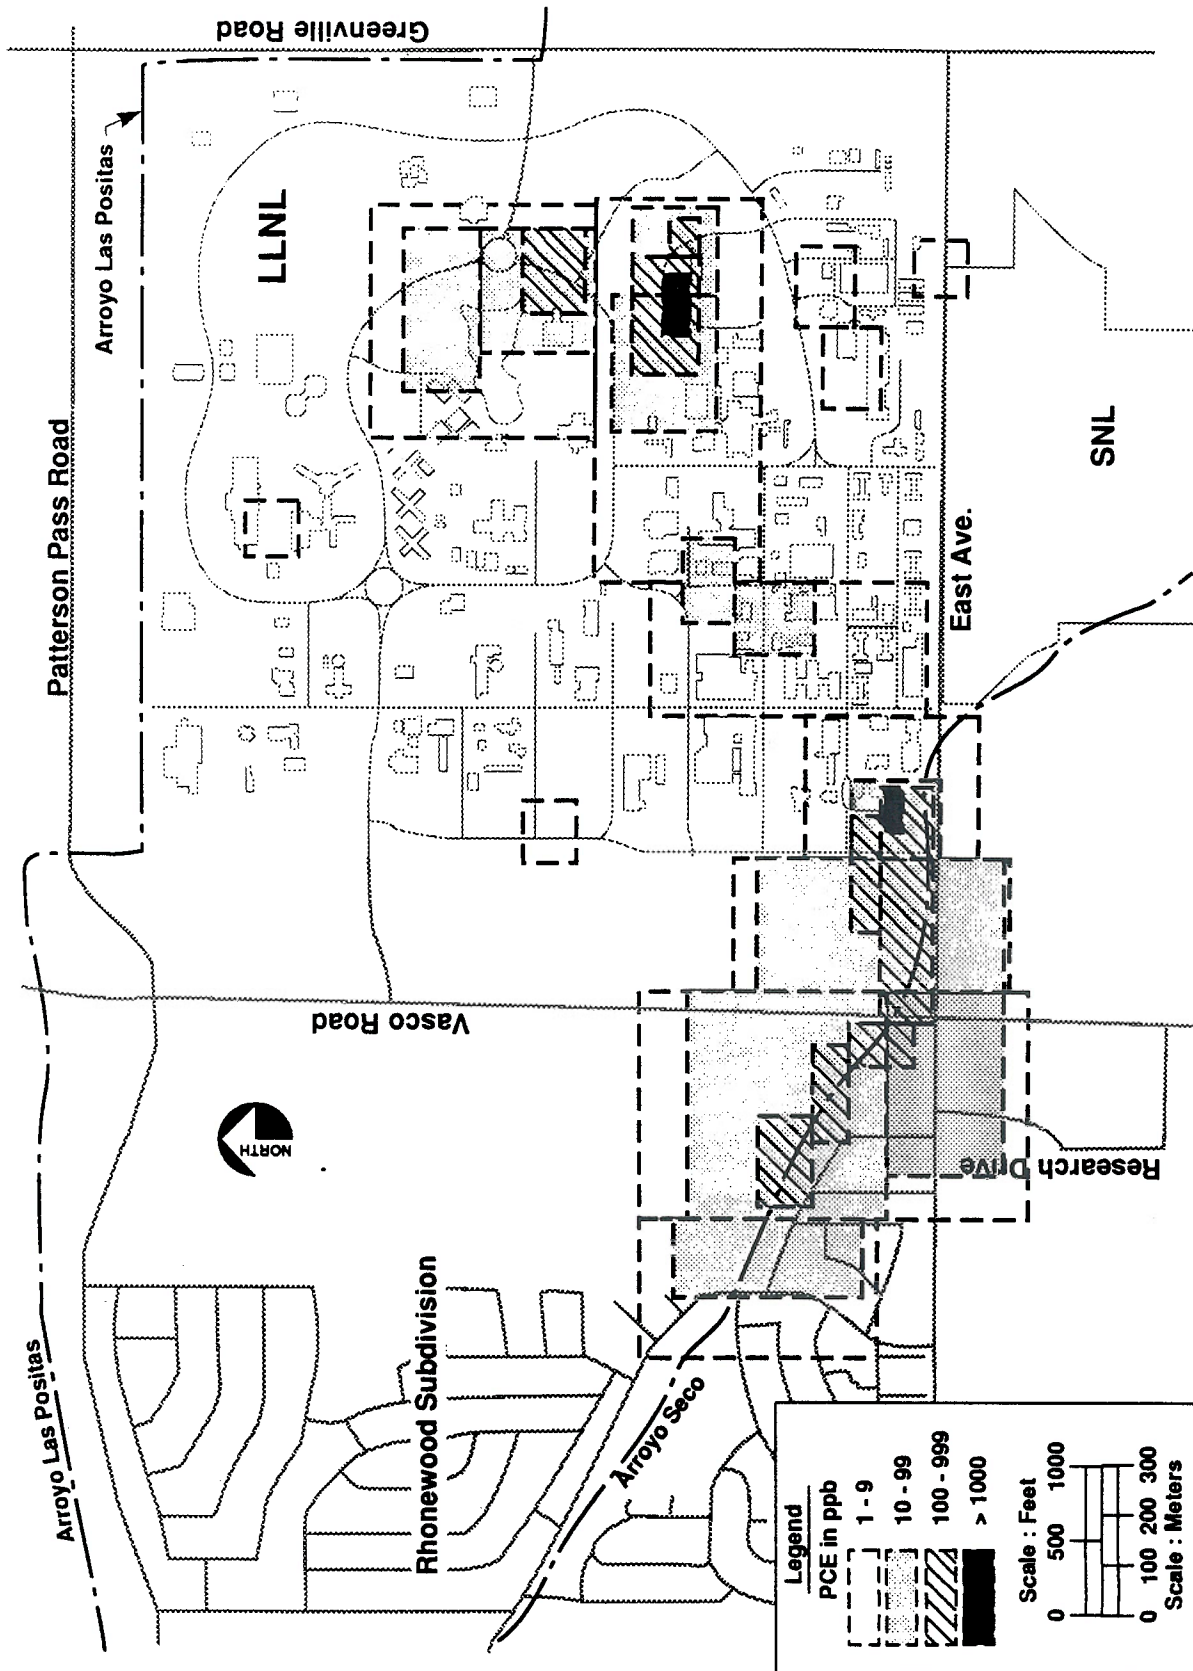 Patterson Pass Road
Arroyo Las Positas
Greenville Road
LLNL
Arroyo Las Positas
Vasco Road
NORTH
East Ave.
SNL
Rhonewood Subdivision
Arroyo Seco
Research Drive
Legend
PCE in ppb
1 - 9
10 - 99
100 - 999
> 1000
Scale : Feet
0 500 1000
0 100 200 300
Scale : Meters